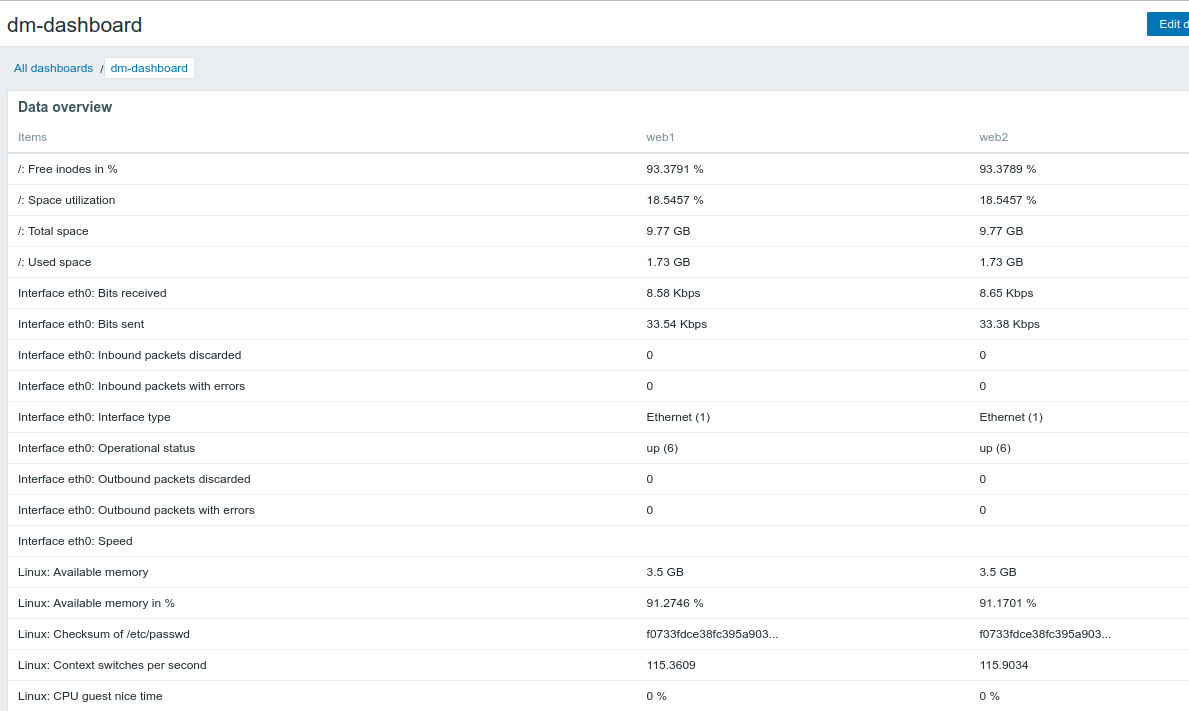 dm-dashboard
Edit d
All dashboards / dm-dashboard
Data overview
Items web1 web2
/: Free inodes in % 93.3791 % 93.3789 %
/: Space utilization 18.5457 % 18.5457 %
/: Total space 9.77 GB 9.77 GB
/: Used space 1.73 GB 1.73 GB
Interface eth0: Bits received 8.58 Kbps 8.65 Kbps
Interface eth0: Bits sent 33.54 Kbps 33.38 Kbps
Interface eth0: Inbound packets discarded 0 0
Interface eth0: Inbound packets with errors 0 0
Interface eth0: Interface type Ethernet (1) Ethernet (1)
Interface eth0: Operational status up (6) up (6)
Interface eth0: Outbound packets discarded 0 0
Interface eth0: Outbound packets with errors 0 0
Interface eth0: Speed
Linux: Available memory 3.5 GB 3.5 GB
Linux: Available memory in % 91.2746 % 91.1701 %
Linux: Checksum of /etc/passwd f0733fdce38fc395a903... f0733fdce38fc395a903...
Linux: Context switches per second 115.3609 115.9034
Linux: CPU guest nice time 0 % 0 %